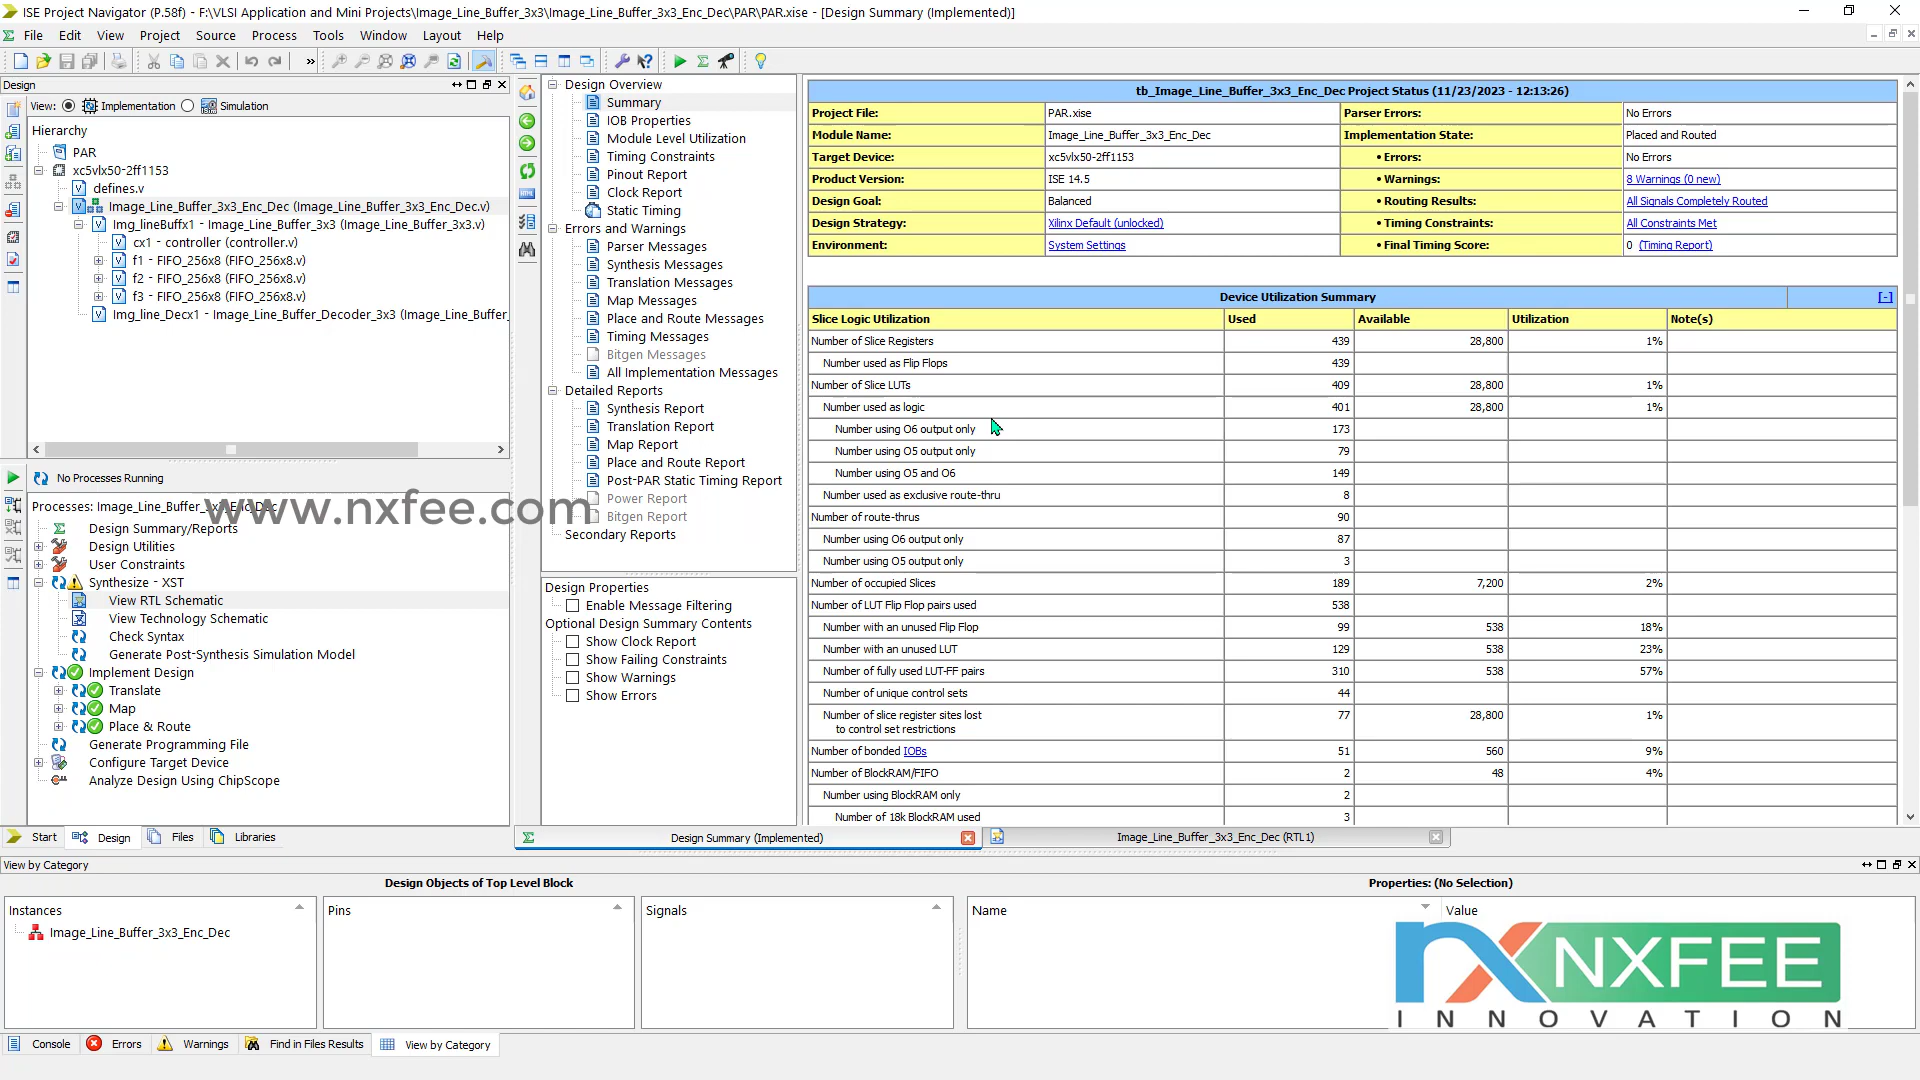 ISE Project Navigator (P.58f) - F:\VLSI Application and Mini Projects\Image_Line_Buffer_3x3\Image_Line_Buffer_3x3_Enc_Dec\PAR\PAR.xise - [Design Summary (Implemented)]
File Edit View Project Source Process Tools Window Layout Help
Design
View: Implementation Simulation
Hierarchy
PAR
xc5vlx50-2ff1153
defines.v
Image_Line_Buffer_3x3_Enc_Dec (Image_Line_Buffer_3x3_Enc_Dec.v)
Img_lineBuffx1 - Image_Line_Buffer_3x3 (Image_Line_Buffer_3x3.v)
cx1 - controller (controller.v)
f1 - FIFO_256x8 (FIFO_256x8.v)
f2 - FIFO_256x8 (FIFO_256x8.v)
f3 - FIFO_256x8 (FIFO_256x8.v)
Img_line_Decx1 - Image_Line_Buffer_Decoder_3x3 (Image_Line_Buffer_
No Processes Running
Processes: Image_Line_Buffer_3x3_Enc_Dec
Design Summary/Reports
Design Utilities
User Constraints
Synthesize - XST
View RTL Schematic
View Technology Schematic
Check Syntax
Generate Post-Synthesis Simulation Model
Implement Design
Translate
Map
Place & Route
Generate Programming File
Configure Target Device
Analyze Design Using ChipScope
Start Design Files Libraries
Design Overview
Summary
IOB Properties
Module Level Utilization
Timing Constraints
Pinout Report
Clock Report
Static Timing
Errors and Warnings
Parser Messages
Synthesis Messages
Translation Messages
Map Messages
Place and Route Messages
Timing Messages
Bitgen Messages
All Implementation Messages
Detailed Reports
Synthesis Report
Translation Report
Map Report
Place and Route Report
Post-PAR Static Timing Report
Power Report
Bitgen Report
Secondary Reports
www.nxfee.com
Design Properties
Enable Message Filtering
Optional Design Summary Contents
Show Clock Report
Show Failing Constraints
Show Warnings
Show Errors
tb_Image_Line_Buffer_3x3_Enc_Dec Project Status (11/23/2023 - 12:13:26)
Project File: PAR.xise Parser Errors: No Errors
Module Name: Image_Line_Buffer_3x3_Enc_Dec Implementation State: Placed and Routed
Target Device: xc5vlx50-2ff1153 • Errors: No Errors
Product Version: ISE 14.5 • Warnings: 8 Warnings (0 new)
Design Goal: Balanced • Routing Results: All Signals Completely Routed
Design Strategy: Xilinx Default (unlocked) • Timing Constraints: All Constraints Met
Environment: System Settings • Final Timing Score: 0 (Timing Report)
Device Utilization Summary [-]
Slice Logic Utilization Used Available Utilization Note(s)
Number of Slice Registers 439 28,800 1%
Number used as Flip Flops 439
Number of Slice LUTs 409 28,800 1%
Number used as logic 401 28,800 1%
Number using O6 output only 173
Number using O5 output only 79
Number using O5 and O6 149
Number used as exclusive route-thru 8
Number of route-thrus 90
Number using O6 output only 87
Number using O5 output only 3
Number of occupied Slices 189 7,200 2%
Number of LUT Flip Flop pairs used 538
Number with an unused Flip Flop 99 538 18%
Number with an unused LUT 129 538 23%
Number of fully used LUT-FF pairs 310 538 57%
Number of unique control sets 44
Number of slice register sites lost 77 28,800 1%
to control set restrictions
Number of bonded IOBs 51 560 9%
Number of BlockRAM/FIFO 2 48 4%
Number using BlockRAM only 2
Number of 18k BlockRAM used 3
Design Summary (Implemented) Image_Line_Buffer_3x3_Enc_Dec (RTL1)
View by Category
Design Objects of Top Level Block Properties: (No Selection)
Instances Pins Signals Name Value
Image_Line_Buffer_3x3_Enc_Dec
NXFEE
INNOVATION
Console Errors Warnings Find in Files Results View by Category